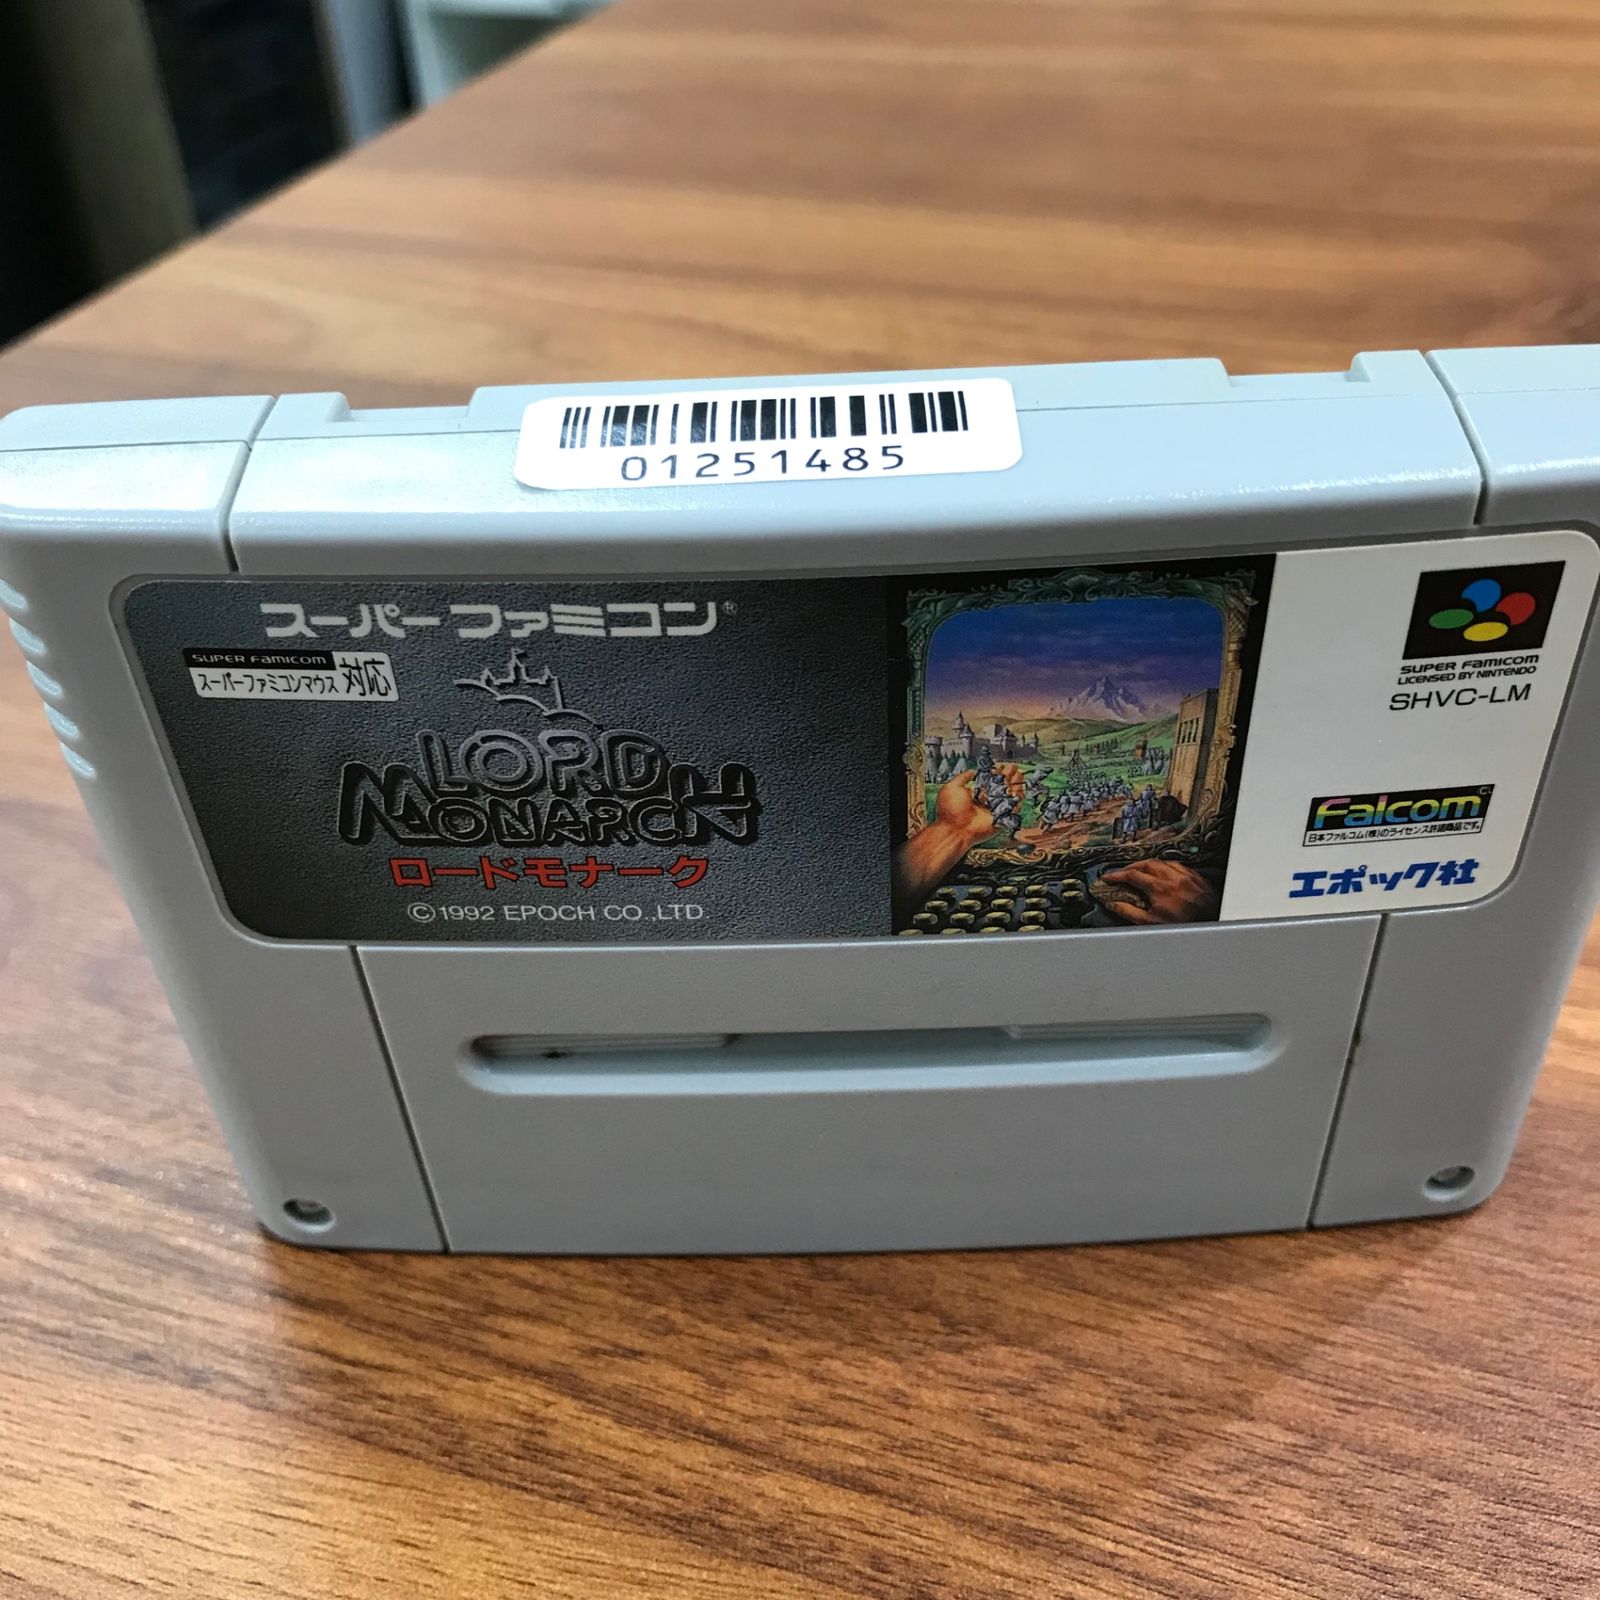 01251485
スーパーファミコン®
SUPER FAMICOM
スーパーファミコンマウス対応
LORD
MONARCH
ロードモナーク
©1992 EPOCH CO.,LTD
SUPER FAMICOM
LICENSED BY NINTENDO
SHVC-LM
Falcom
日本ファルコム(株)のライセンス許諾商品です。
エポック社